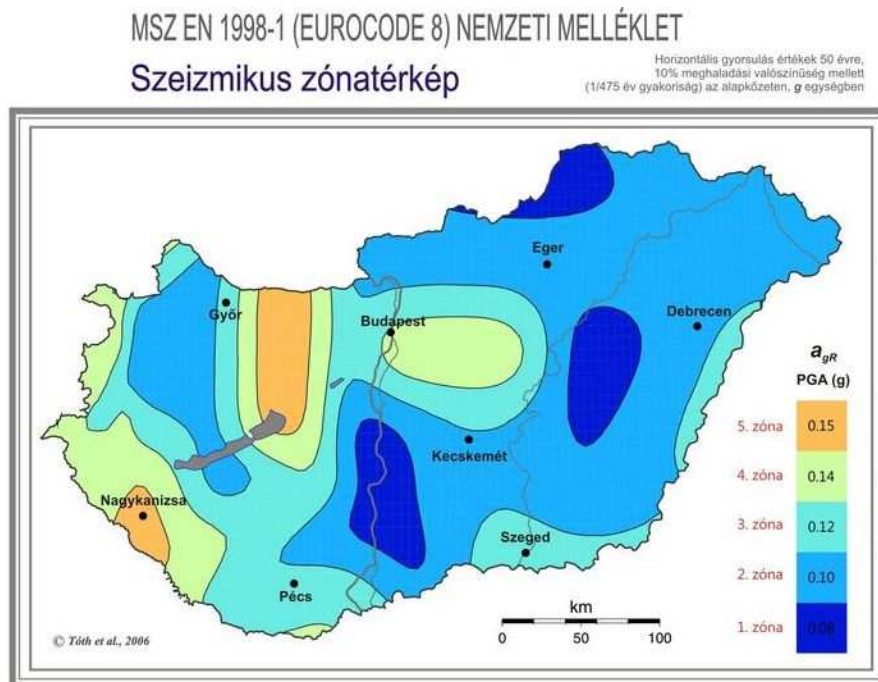 MSZ EN 1998-1 (EUROCODE 8) NEMZETI MELLÉKLET
Szeizmikus zónatérkép
Horizontális gyorsulás értékek 50 évre,
10% meghaladási valószínűség mellett
(1/475 év gyakoriság) az alapkőzeten, g egységben
Eger
Győr
Budapest
Debrecen
Kecskemét
Nagykanizsa
Szeged
Pécs
agR
PGA (g)
5. zóna 0.15
4. zóna 0.14
3. zóna 0.12
2. zóna 0.10
1. zóna 0.08
km
0 50 100
© Tóth et al., 2006